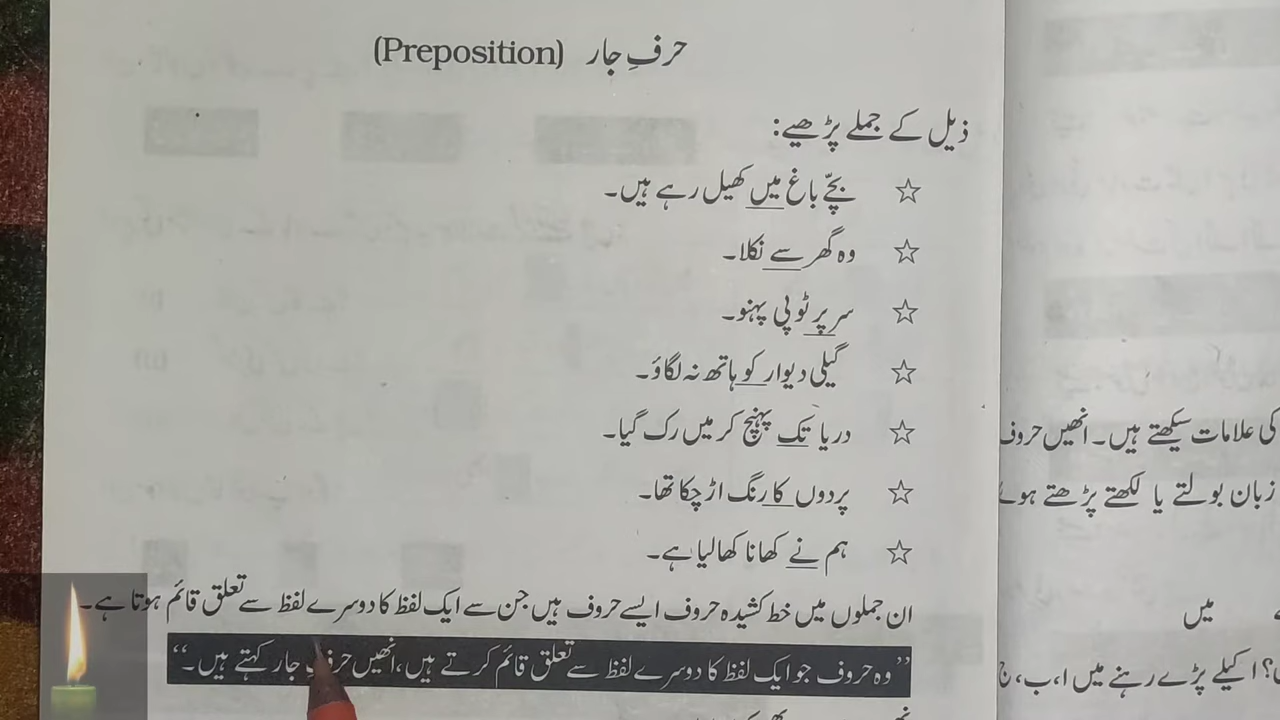 حرفِ جار (Preposition)
ذیل کے جملے پڑھیے:
☆ بچّے باغ میں کھیل رہے ہیں۔
☆ وہ گھر سے نکلا۔
☆ سر پر ٹوپی پہنو۔
☆ گیلی دیوار کو ہاتھ نہ لگاؤ۔
☆ دریا تک پہنچ کر میں رک گیا۔
☆ پردوں کا رنگ اڑ چکا تھا۔
☆ ہم نے کھانا کھا لیا ہے۔
ان جملوں میں خط کشیدہ حروف ایسے حروف ہیں جن سے ایک لفظ کا دوسرے لفظ سے تعلق قائم ہوتا ہے۔
”وہ حروف جو ایک لفظ کا دوسرے لفظ سے تعلق قائم کرتے ہیں، انھیں حرفِ جار کہتے ہیں۔“
کی علامات سیکھتے ہیں۔ انھیں حروف
زبان بولتے یا لکھتے پڑھتے ہوئے
میں
اکیلے پڑے رہنے میں ا، ب، ج